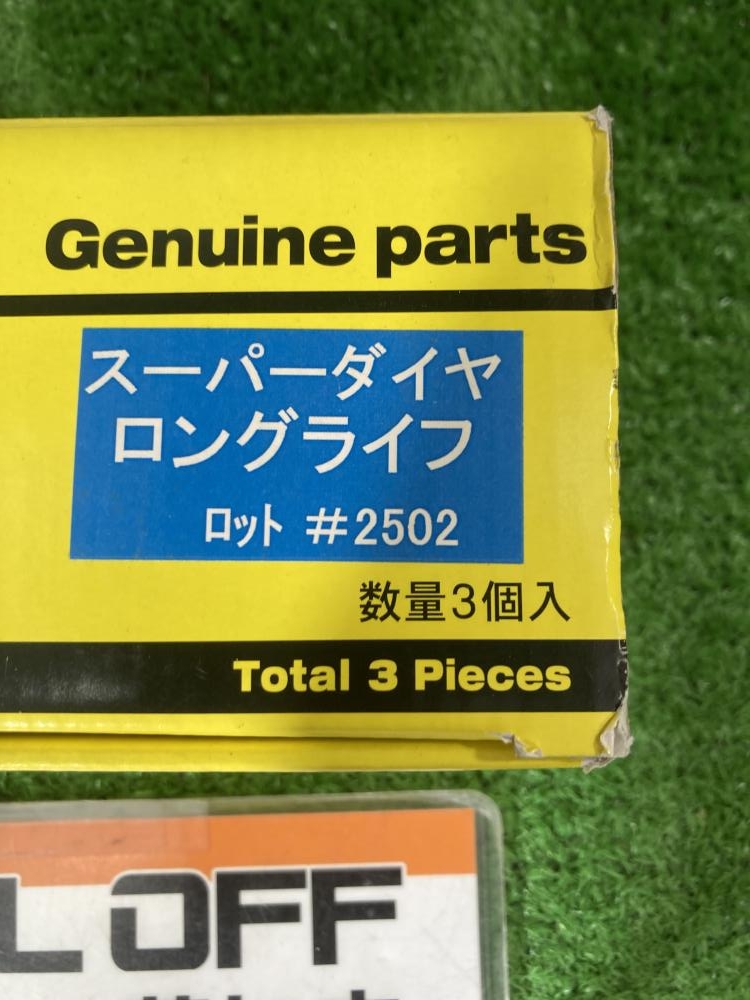 Genuine parts
スーパーダイヤ
ロングライフ
ロット #2502
数量3個入
Total 3 Pieces
L OFF